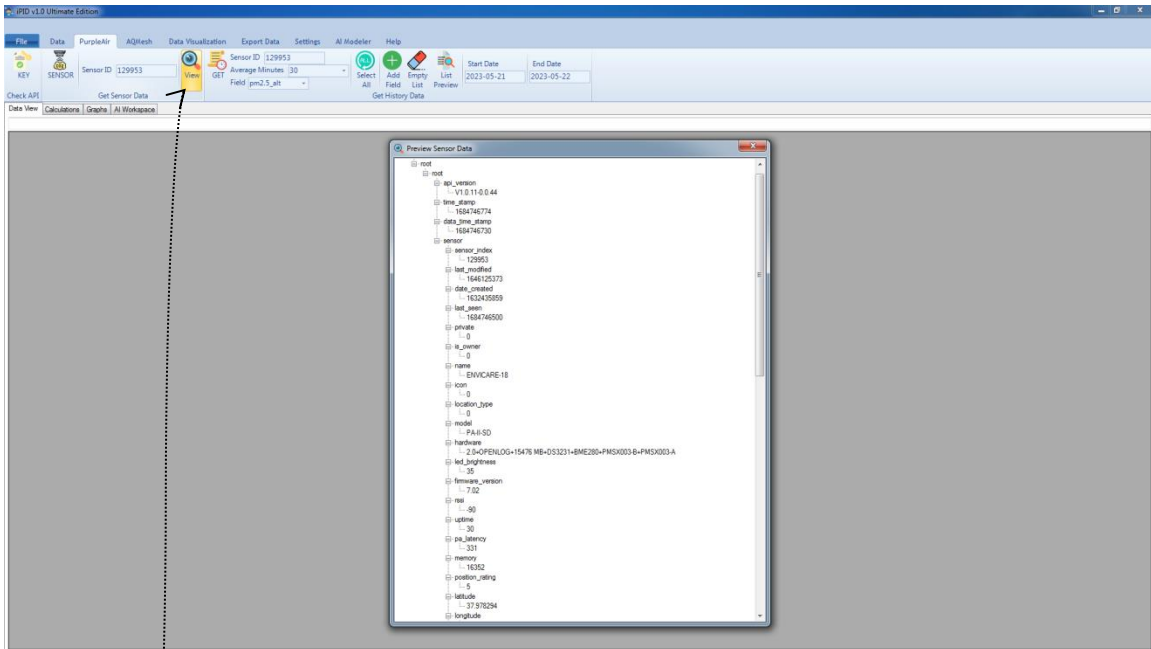 iPID v1.0 Ultimate Edition
File Data PurpleAir AQMesh Data Visualization Export Data Settings AI Modeler Help
KEY
Check API
SENSOR
Sensor ID 129953
View
Get Sensor Data
GET
Sensor ID 129953
Average Minutes 30
Field pm2.5_alt
Select All
Add Field
Empty List
List Preview
Start Date
2023-05-21
End Date
2023-05-22
Get History Data
Data View Calculations Graphs AI Workspace
Preview Sensor Data
root
root
api_version
V1.0.11-0.0.44
time_stamp
1684746774
data_time_stamp
1684746730
sensor
sensor_index
129953
last_modified
1646125373
date_created
1632435859
last_seen
1684746500
private
0
is_owner
0
name
ENVICARE-18
icon
0
location_type
0
model
PA-II-SD
hardware
2.0+OPENLOG+15476 MB+DS3231+BME280+PMSX003-B+PMSX003-A
led_brightness
35
firmware_version
7.02
rssi
-90
uptime
30
pa_latency
331
memory
16352
position_rating
5
latitude
37.978294
longitude